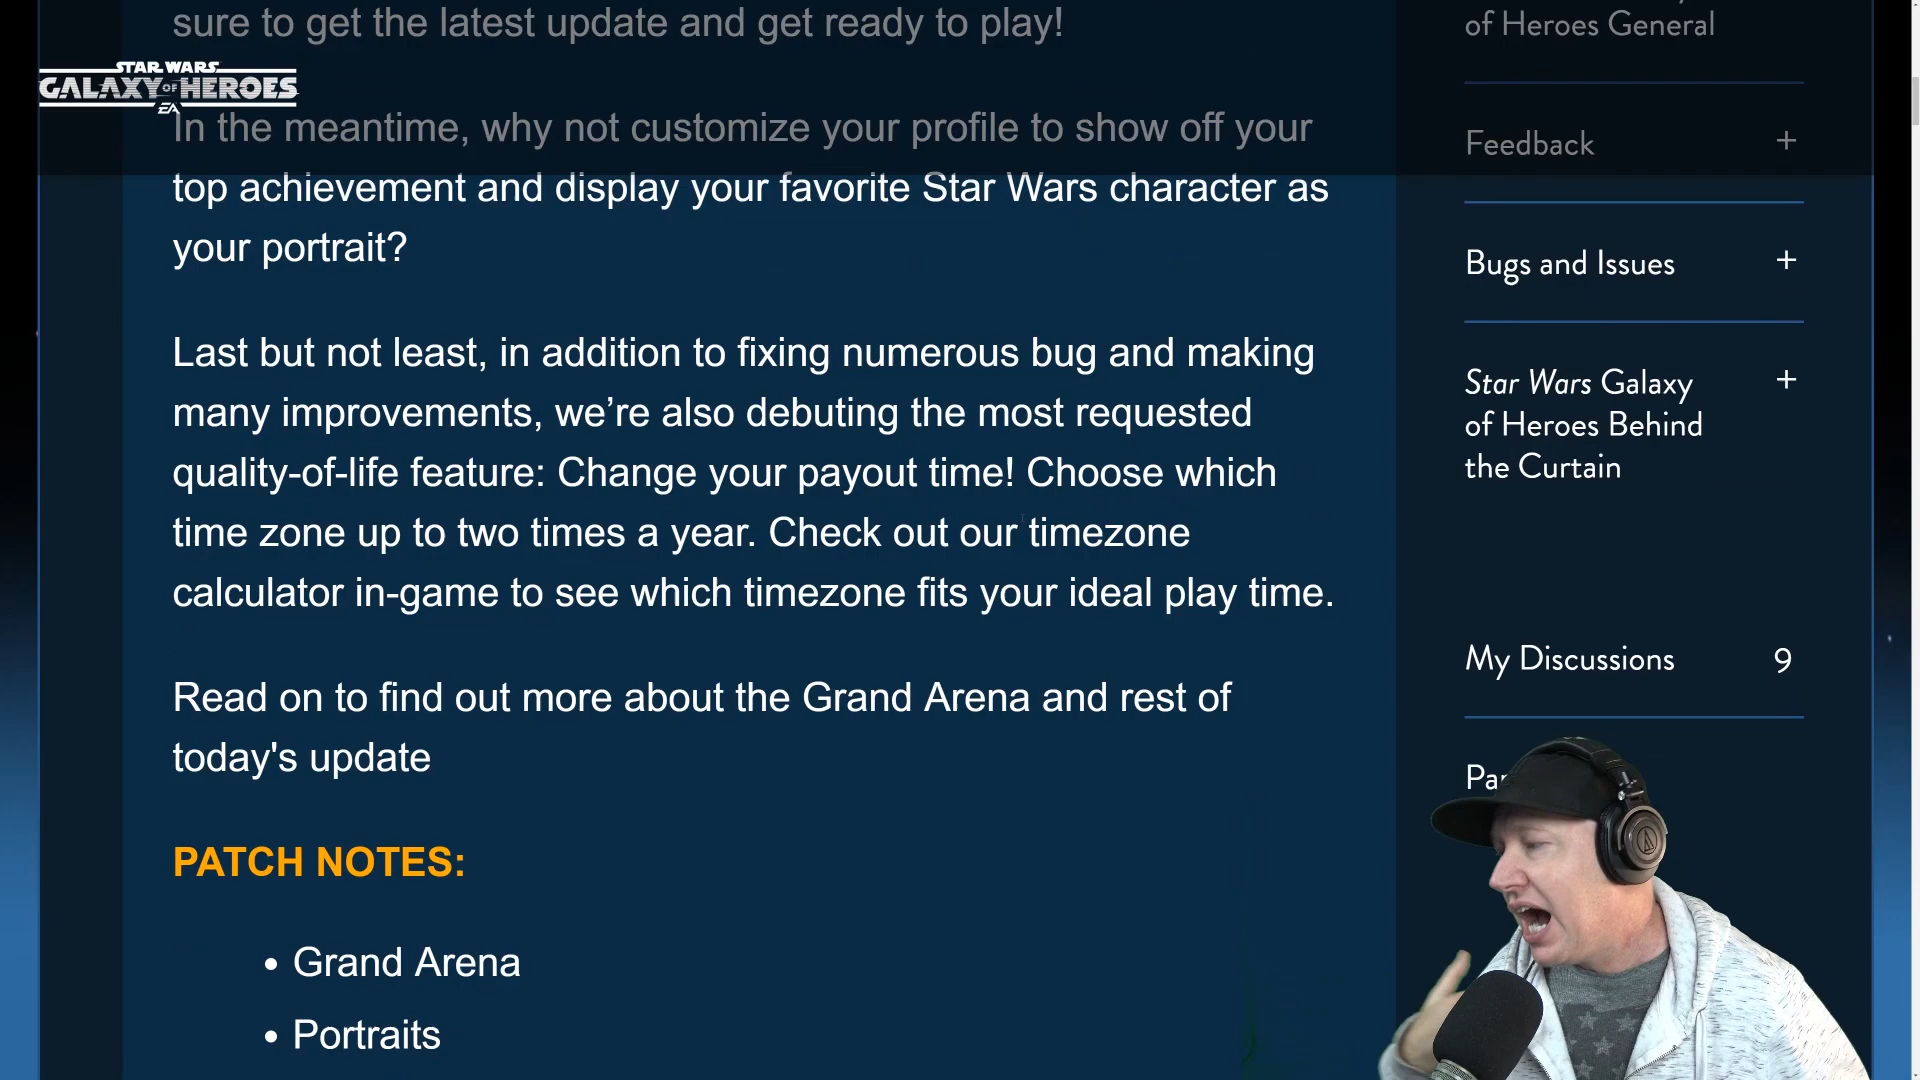 sure to get the latest update and get ready to play!
STAR WARS
GALAXY OF HEROES
EA
In the meantime, why not customize your profile to show off your
top achievement and display your favorite Star Wars character as
your portrait?
Last but not least, in addition to fixing numerous bug and making
many improvements, we’re also debuting the most requested
quality-of-life feature: Change your payout time! Choose which
time zone up to two times a year. Check out our timezone
calculator in-game to see which timezone fits your ideal play time.
Read on to find out more about the Grand Arena and rest of
today's update
PATCH NOTES:
• Grand Arena
• Portraits
of Heroes General
Feedback +
Bugs and Issues +
Star Wars Galaxy +
of Heroes Behind
the Curtain
My Discussions 9